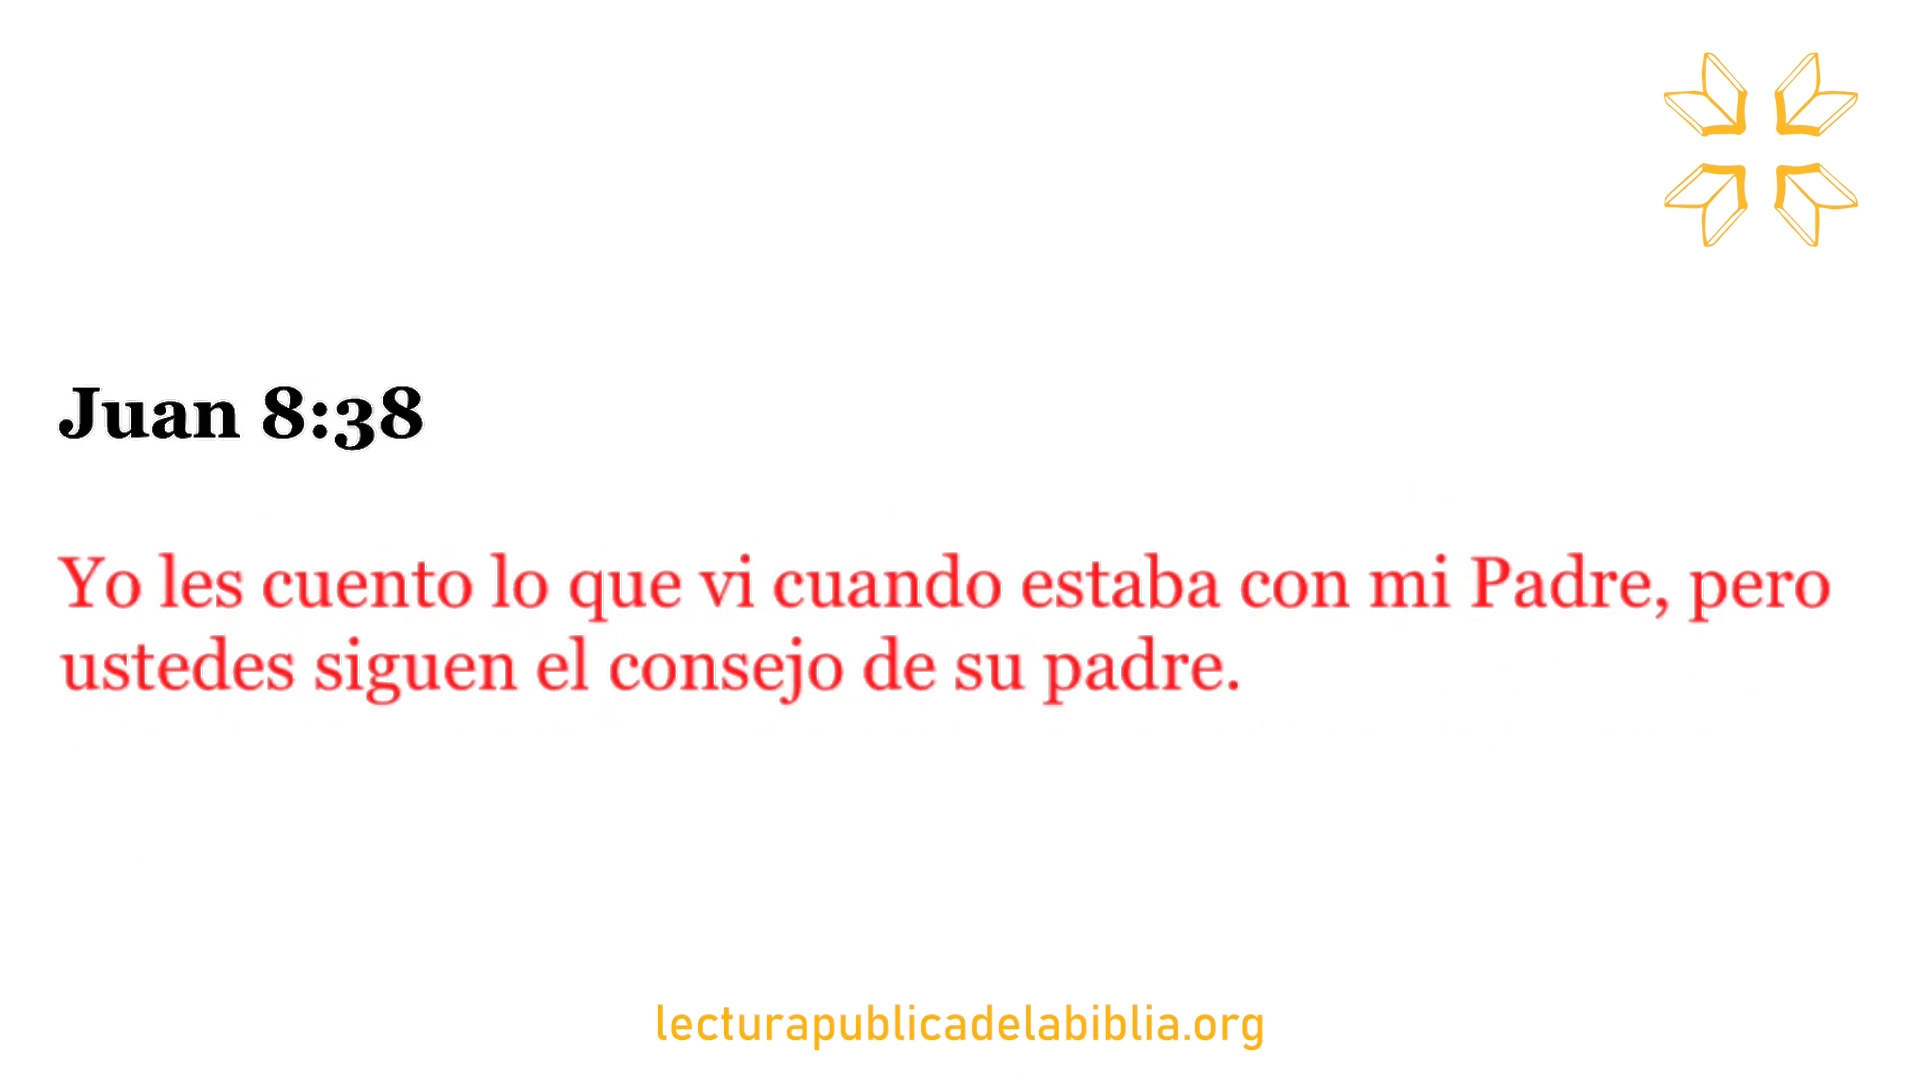 Juan 8:38
Yo les cuento lo que vi cuando estaba con mi Padre, pero
ustedes siguen el consejo de su padre.
lecturapublicadelabiblia.org